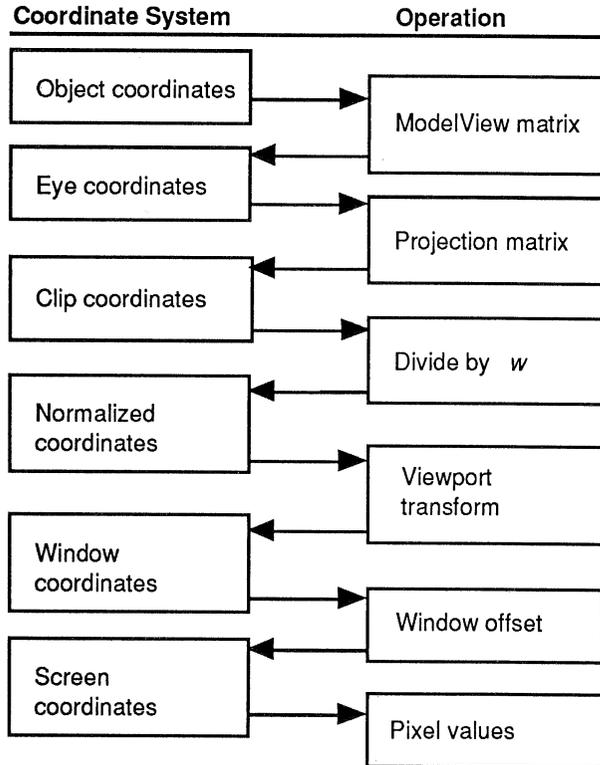 Coordinate System
Operation
Object coordinates
ModelView matrix
Eye coordinates
Projection matrix
Clip coordinates
Divide by w
Normalized
coordinates
Viewport
transform
Window
coordinates
Window offset
Screen
coordinates
Pixel values